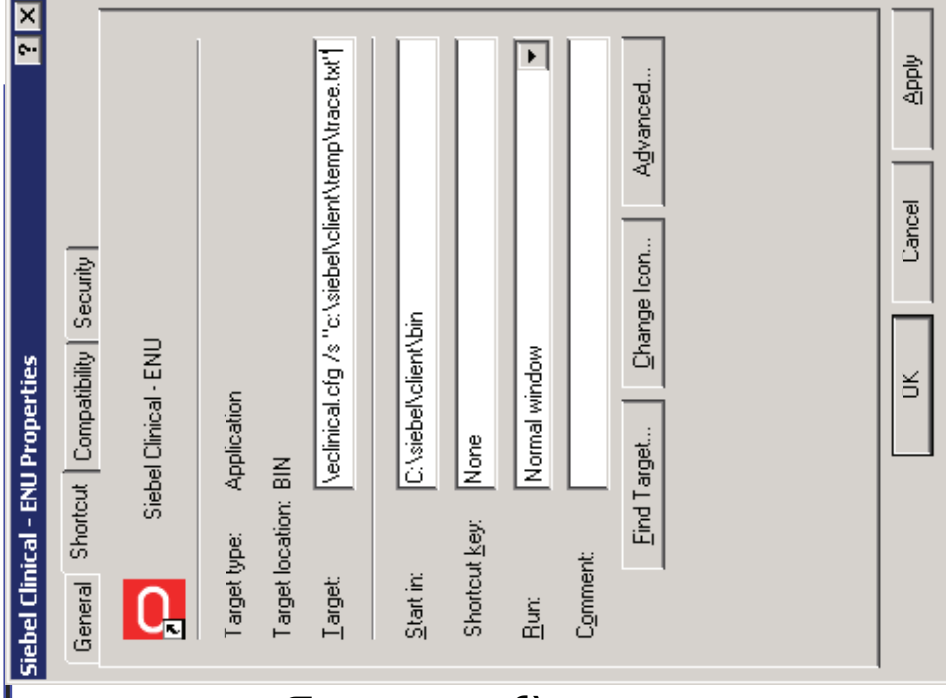 Siebel Clinical - ENU Properties
? X
General Shortcut Compatibility Security
Siebel Clinical - ENU
Target type: Application
Target location: BIN
Target: \eclinical.cfg /s "c:\siebel\client\temp\trace.txt"
Start in: C:\siebel\client\bin
Shortcut key: None
Run: Normal window
Comment:
Find Target... Change Icon... Advanced...
OK Cancel Apply